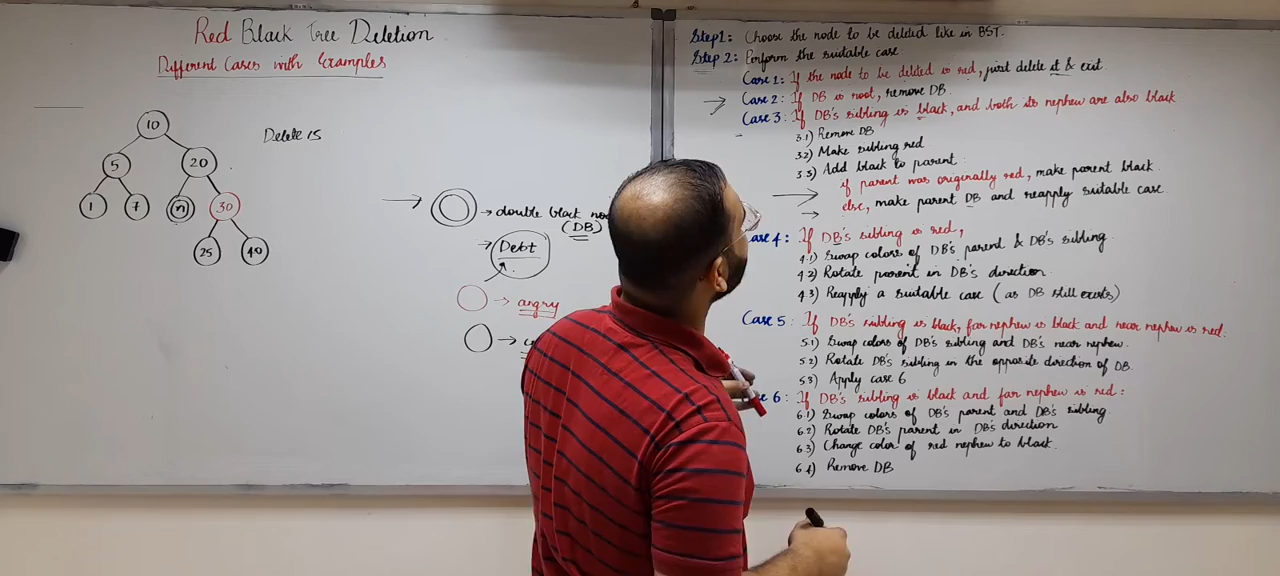 Red Black Tree Deletion
Different Cases with Examples
10
Delete 15
5
20
1
7
n
30
25
40
→ double black
(DB)
→ Debt
→ angry
Step1: Choose the node to be deleted like in BST.
Step 2: Perform the suitable case.
Case 1: If the node to be deleted is red, just delete it & exit
→ Case 2: If DB is root, remove DB.
Case 3: If DB's sibling is black, and both its nephew are also black
3.1) Remove DB
3.2) Make sibling red
3.3) Add black to parent.
if parent was originally red, make parent black.
else, make parent DB and reapply suitable case
4: If DB's sibling is red,
4.1) Swap colors of DB's parent & DB's sibling.
4.2) Rotate parent in DB's direction.
4.3) Reapply a suitable case (as DB still exists)
Case 5: If DB's sibling is black, far nephew is black and near nephew is red.
5.1) Swap colors of DB's sibling and DB's near nephew.
5.2) Rotate DB's sibling in the opposite direction of DB.
5.3) Apply case 6
6: If DB's sibling is black and far nephew is red:
6.1) Swap colors of DB's parent and DB's sibling
6.2) Rotate DB's parent in DB's direction
6.3) Change color of red nephew to black.
6.4) Remove DB